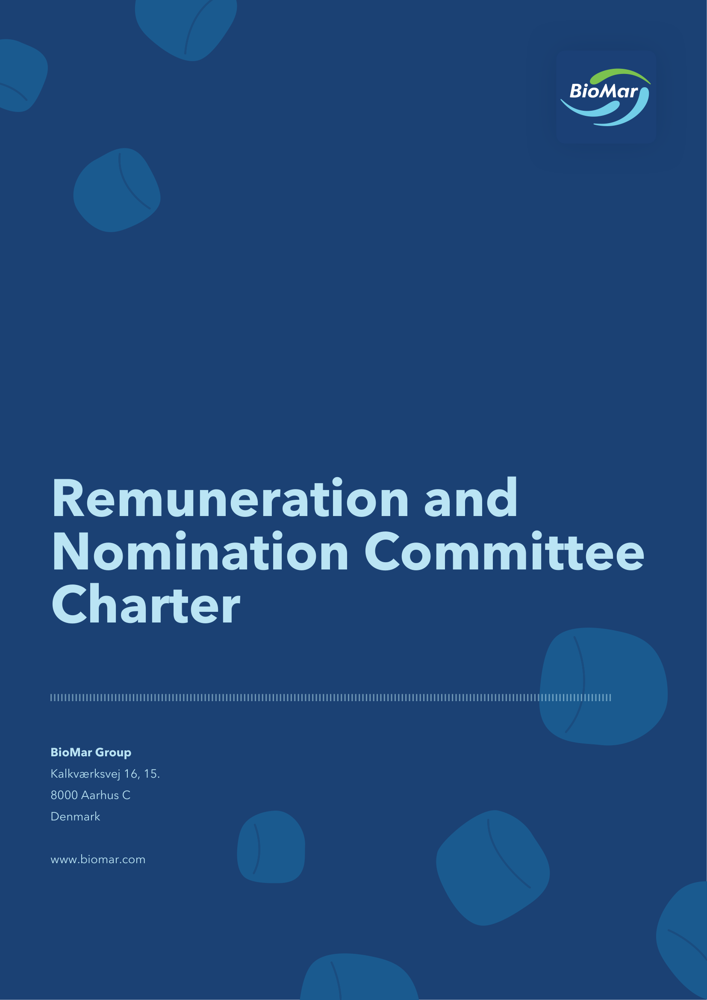 BioMar
Remuneration and
Nomination Committee
Charter
BioMar Group
Kalkværksvej 16, 15.
8000 Aarhus C
Denmark
www.biomar.com